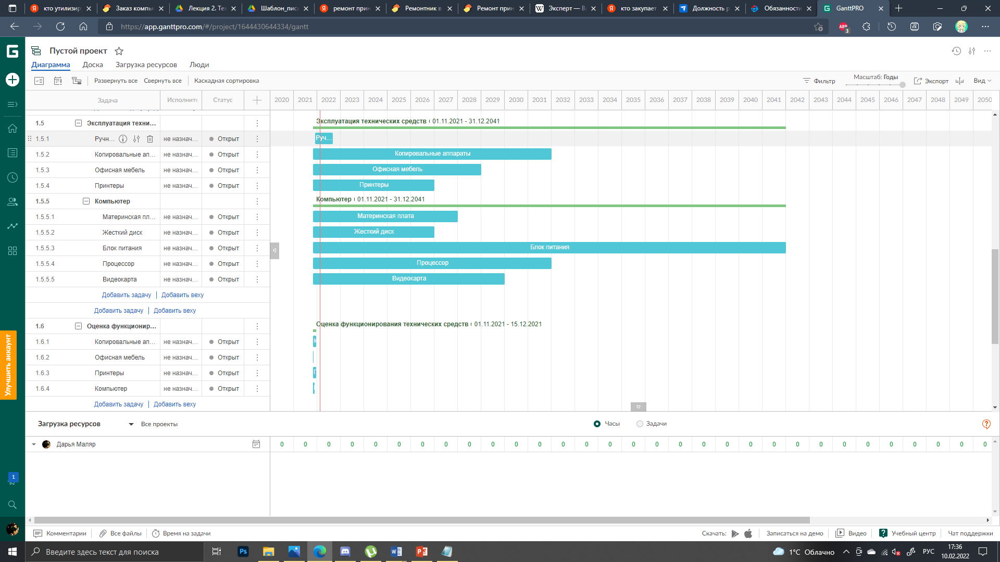 кто утилизир
Заказ компьн
Лекция 2. Те
Шаблон_пис
ремонт прин
Ремонтник в
Ремонт прин
Эксперт — В
кто закупает
Должность р
Обязанности
GanttPRO
https://app.ganttpro.com/#/project/1644430644334/gantt
ABP
3
Пустой проект
Диаграмма Доска Загрузка ресурсов Люди
Развернуть все Свернуть все Каскадная сортировка Фильтр Масштаб: Годы Экспорт Вид
Задача Исполните Статус 2020 2021 2022 2023 2024 2025 2026 2027 2028 2029 2030 2031 2032 2033 2034 2035 2036 2037 2038 2039 2040 2041 2042 2043 2044 2045 2046 2047 2048 2049 2050
1.5 Эксплуатация техни... Эксплуатация технических средств 01.11.2021 - 31.12.2041
1.5.1 Ручн... не назнач... Открыт Руч...
1.5.2 Копировальные ап... не назнач... Открыт Копировальные аппараты
1.5.3 Офисная мебель не назнач... Открыт Офисная мебель
1.5.4 Принтеры не назнач... Открыт Принтеры
1.5.5 Компьютер Компьютер 01.11.2021 - 31.12.2041
1.5.5.1 Материнская пл... не назнач... Открыт Материнская плата
1.5.5.2 Жесткий диск не назнач... Открыт Жесткий диск
1.5.5.3 Блок питания не назнач... Открыт Блок питания
1.5.5.4 Процессор не назнач... Открыт Процессор
1.5.5.5 Видеокарта не назнач... Открыт Видеокарта
Добавить задачу | Добавить веху
Добавить задачу | Добавить веху
1.6 Оценка функционир... Оценка функционирования технических средств 01.11.2021 - 15.12.2021
1.6.1 Копировальные ап... не назнач... Открыт
1.6.2 Офисная мебель не назнач... Открыт
1.6.3 Принтеры не назнач... Открыт
1.6.4 Компьютер не назнач... Открыт
Добавить задачу | Добавить веху
Улучшить аккаунт
Загрузка ресурсов Все проекты Часы Задачи
Дарья Маляр 0 0 0 0 0 0 0 0 0 0 0 0 0 0 0 0 0 0 0 0 0 0 0 0 0 0 0 0 0 0 0
1
Комментарии Все файлы Время на задачи Скачать: Записаться на демо Видео Учебный центр Чат поддержки
Введите здесь текст для поиска
Ps
1°C Облачно
РУС
17:36
10.02.2022